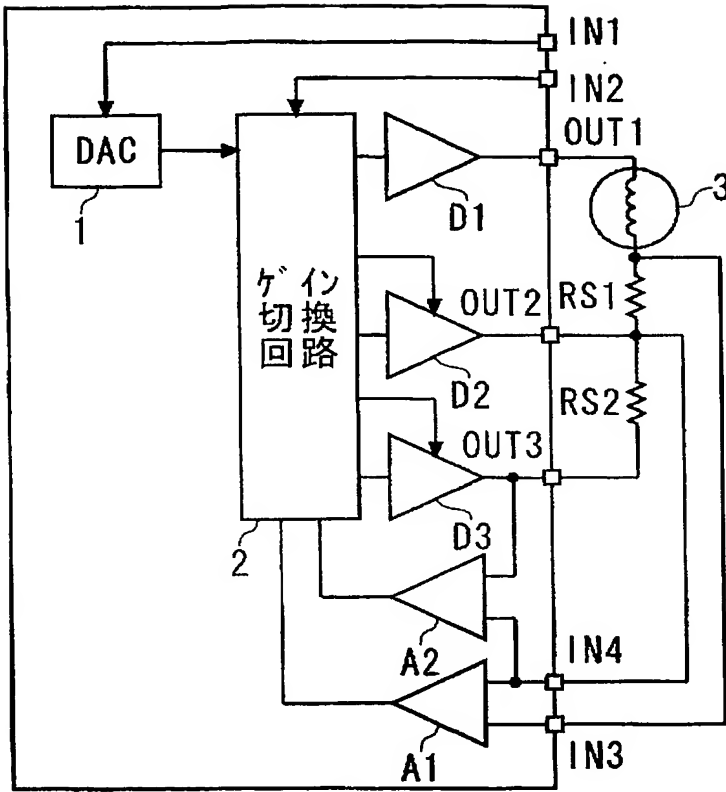 IN1
IN2
OUT1
DAC
1
D1
3
ゲイン
切換
回路
OUT2
RS1
D2
RS2
OUT3
D3
2
A2
IN4
A1
IN3